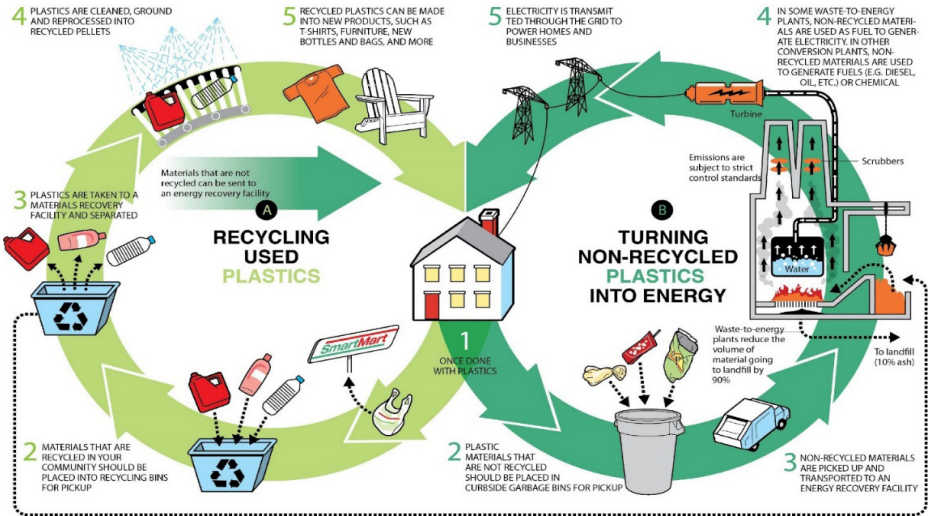 4 PLASTICS ARE CLEANED, GROUND
AND REPROCESSED INTO
RECYCLED PELLETS
5 RECYCLED PLASTICS CAN BE MADE
INTO NEW PRODUCTS, SUCH AS
T-SHIRTS, FURNITURE, NEW
BOTTLES AND BAGS, AND MORE
5 ELECTRICITY IS TRANSMIT
TED THROUGH THE GRID TO
POWER HOMES AND
BUSINESSES
4 IN SOME WASTE-TO-ENERGY
PLANTS, NON-RECYCLED MATERI-
ALS ARE USED AS FUEL TO GENER-
ATE ELECTRICITY. IN OTHER
CONVERSION PLANTS, NON-
RECYCLED MATERIALS ARE USED
TO GENERATE FUELS (E.G. DIESEL,
OIL, ETC.) OR CHEMICAL
Turbine
Emissions are
subject to strict
control standards
Scrubbers
Materials that are not
recycled can be sent to
an energy recovery facility
3 PLASTICS ARE TAKEN TO A
MATERIALS RECOVERY
FACILITY AND SEPARATED
A
RECYCLING
USED
PLASTICS
B
TURNING
NON-RECYCLED
PLASTICS
INTO ENERGY
Water
SmartMart
1
ONCE DONE
WITH PLASTICS
Waste-to-energy
plants reduce the
volume of
material going
to landfill by
90%
To landfill
(10% ash)
2 MATERIALS THAT ARE
RECYCLED IN YOUR
COMMUNITY SHOULD BE
PLACED INTO RECYCLING BINS
FOR PICKUP
2 PLASTIC
MATERIALS THAT
ARE NOT RECYCLED
SHOULD BE PLACED IN
CURBSIDE GARBAGE BINS FOR PICKUP
3 NON-RECYCLED MATERIALS
ARE PICKED UP AND
TRANSPORTED TO AN
ENERGY RECOVERY FACILITY